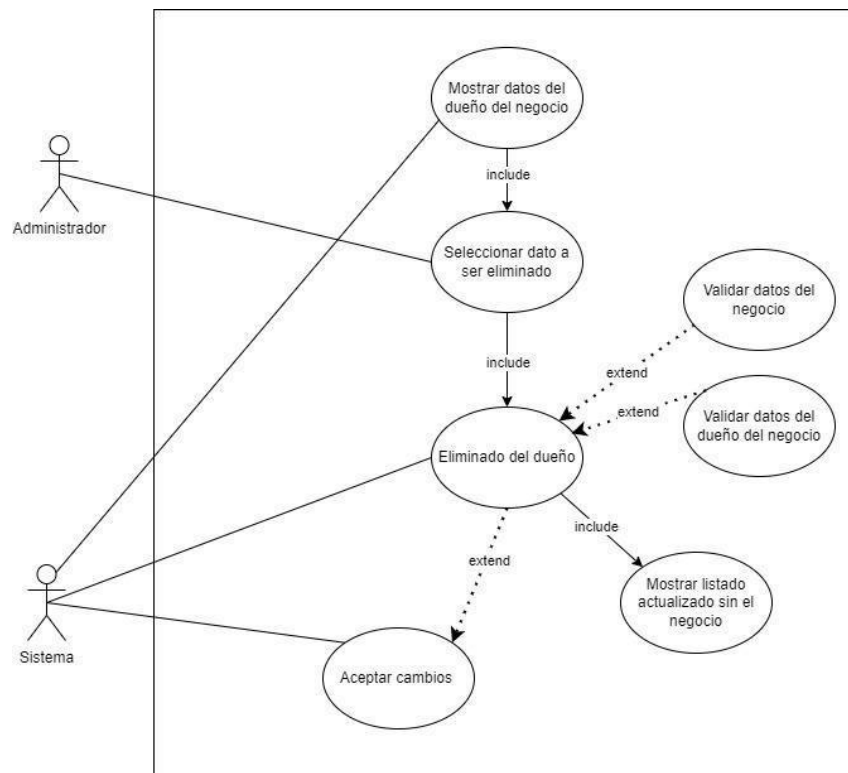 Mostrar datos del
dueño del negocio
include
Administrador
Seleccionar dato a
ser eliminado
Validar datos del
negocio
include
extend
extend
Validar datos del
dueño del negocio
Eliminado del dueño
include
extend
Mostrar listado
actualizado sin el
negocio
Sistema
Aceptar cambios